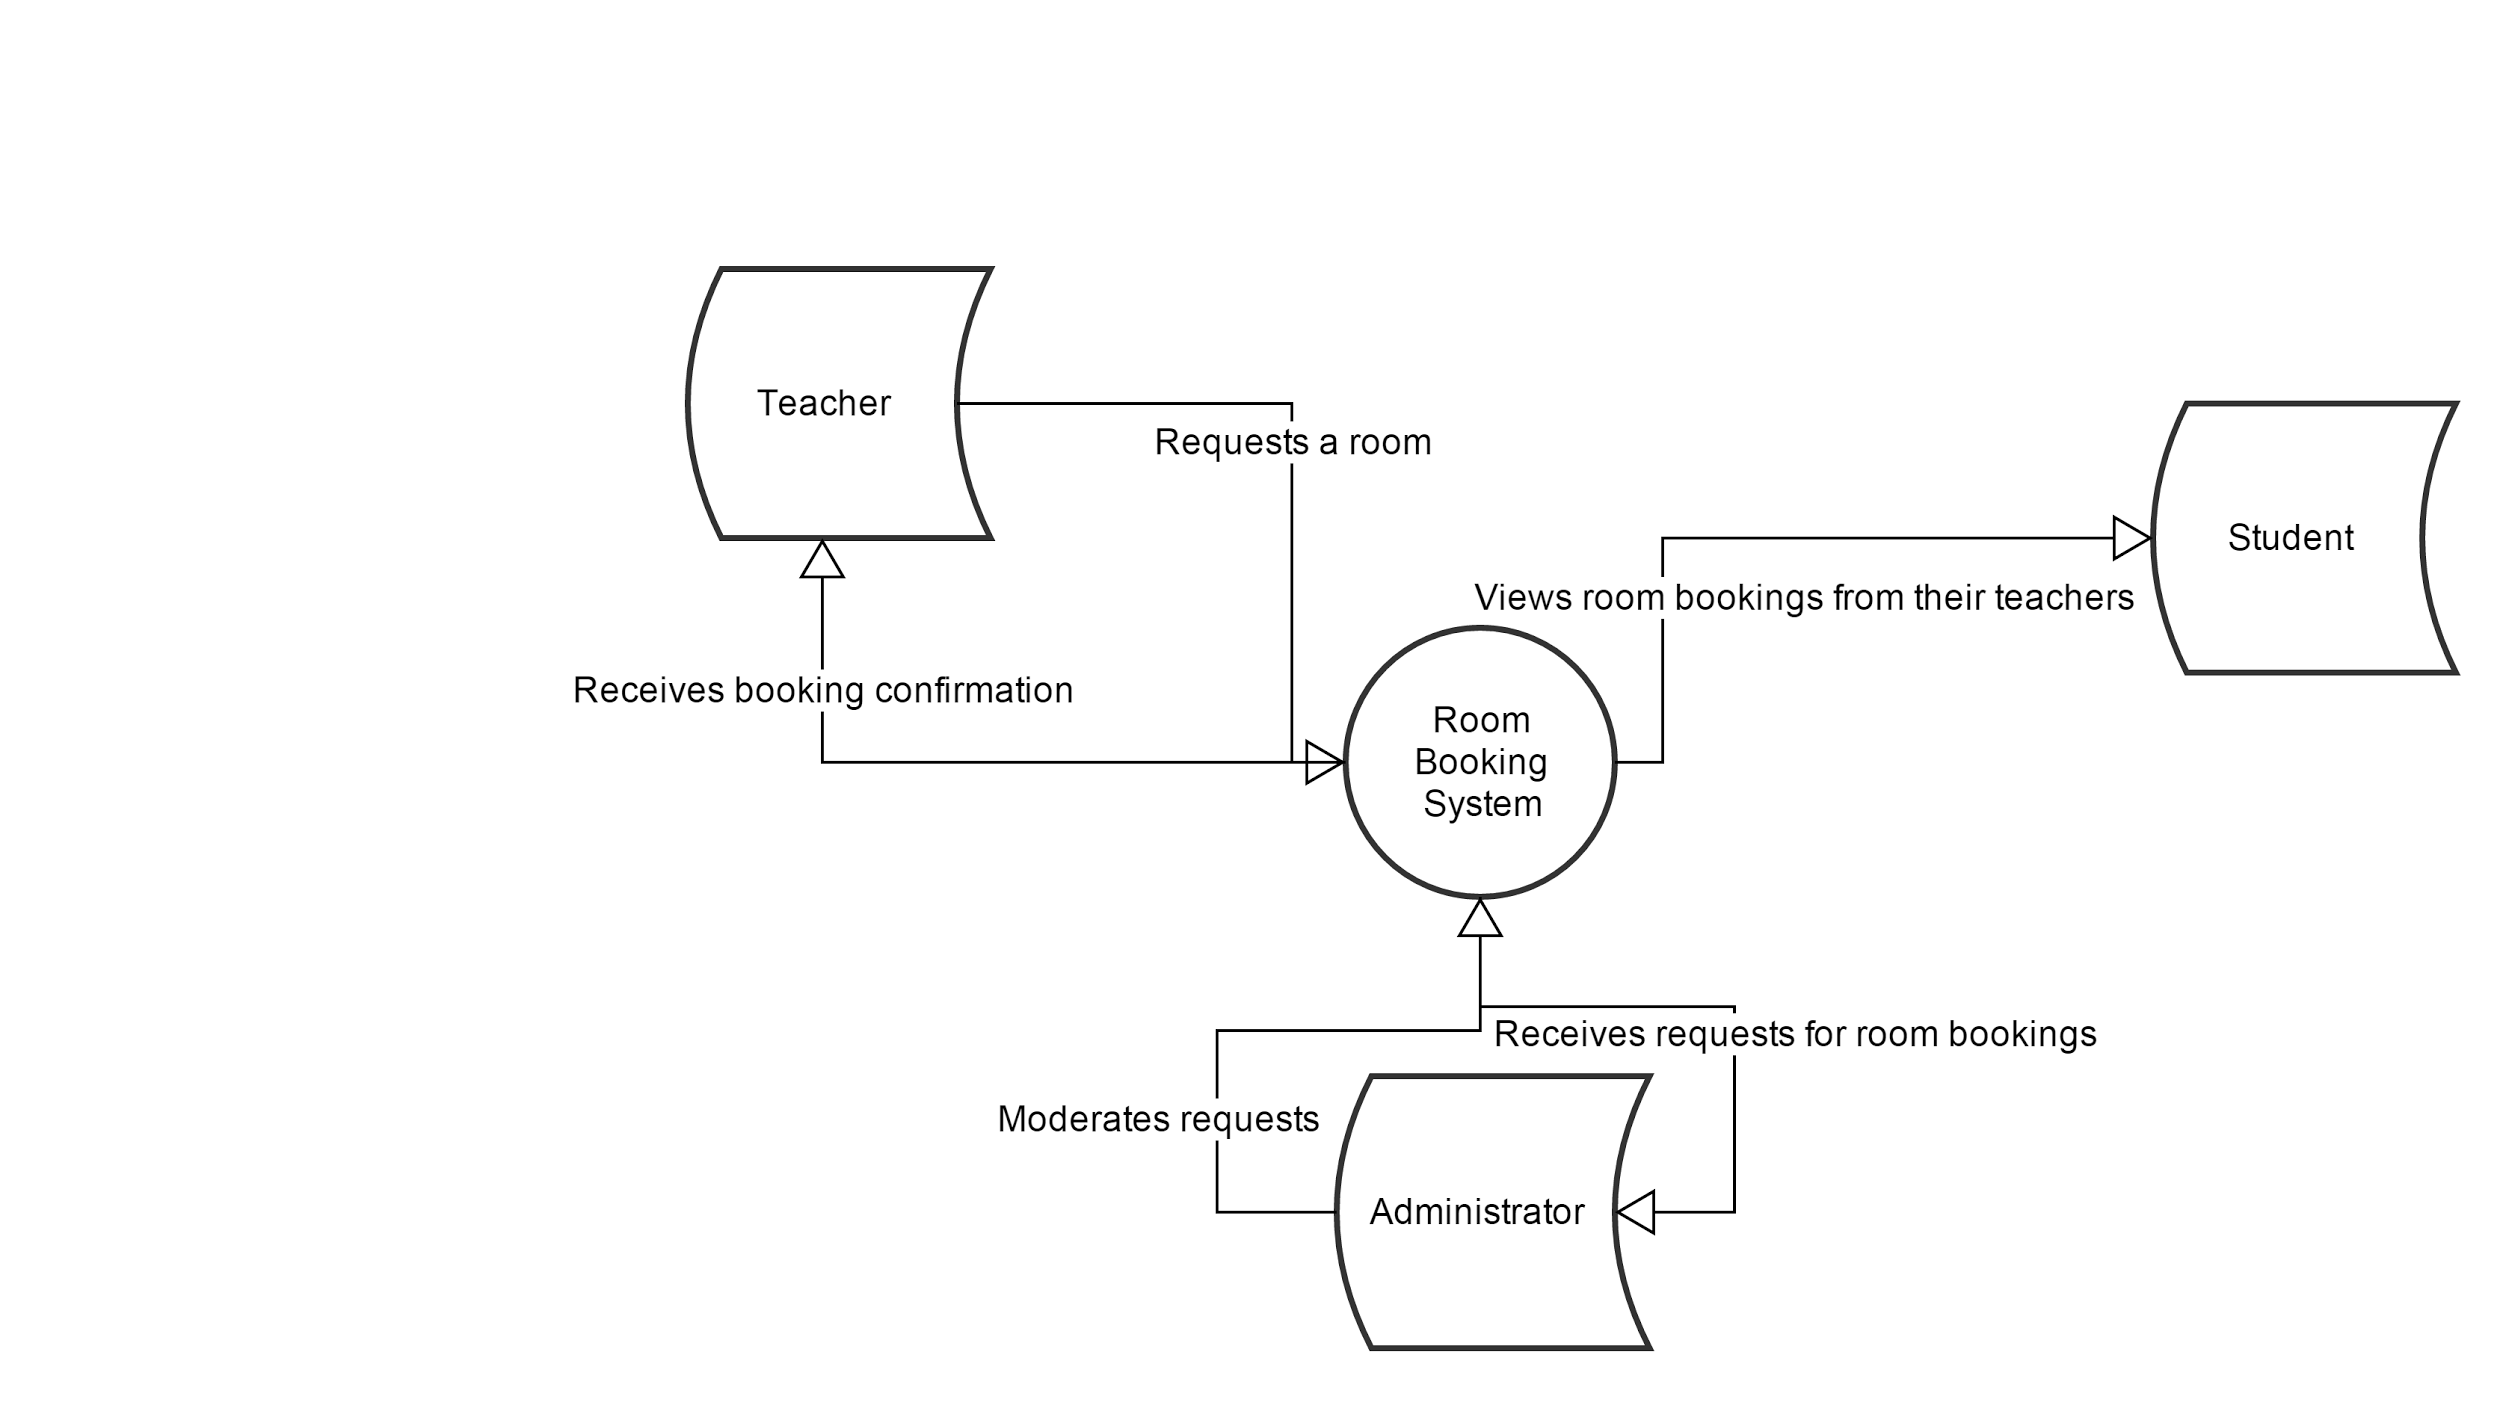 Teacher
Requests a room
Student
Views room bookings from their teachers
Receives booking confirmation
Room
Booking
System
Receives requests for room bookings
Moderates requests
Administrator